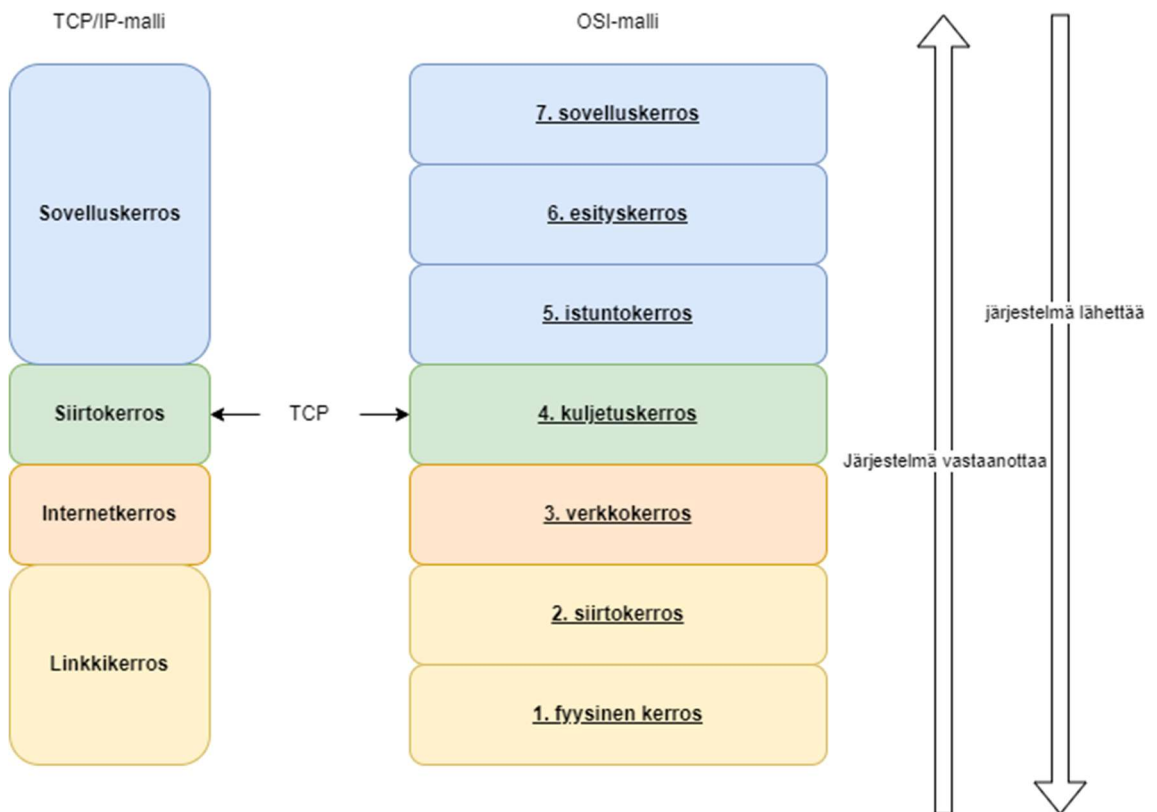 TCP/IP-malli
OSI-malli
Sovelluskerros
7. sovelluskerros
6. esityskerros
5. istuntokerros
järjestelmä lähettää
Siirtokerros
TCP
4. kuljetuskerros
Järjestelmä vastaanottaa
Internetkerros
3. verkkokerros
Linkkikerros
2. siirtokerros
1. fyysinen kerros